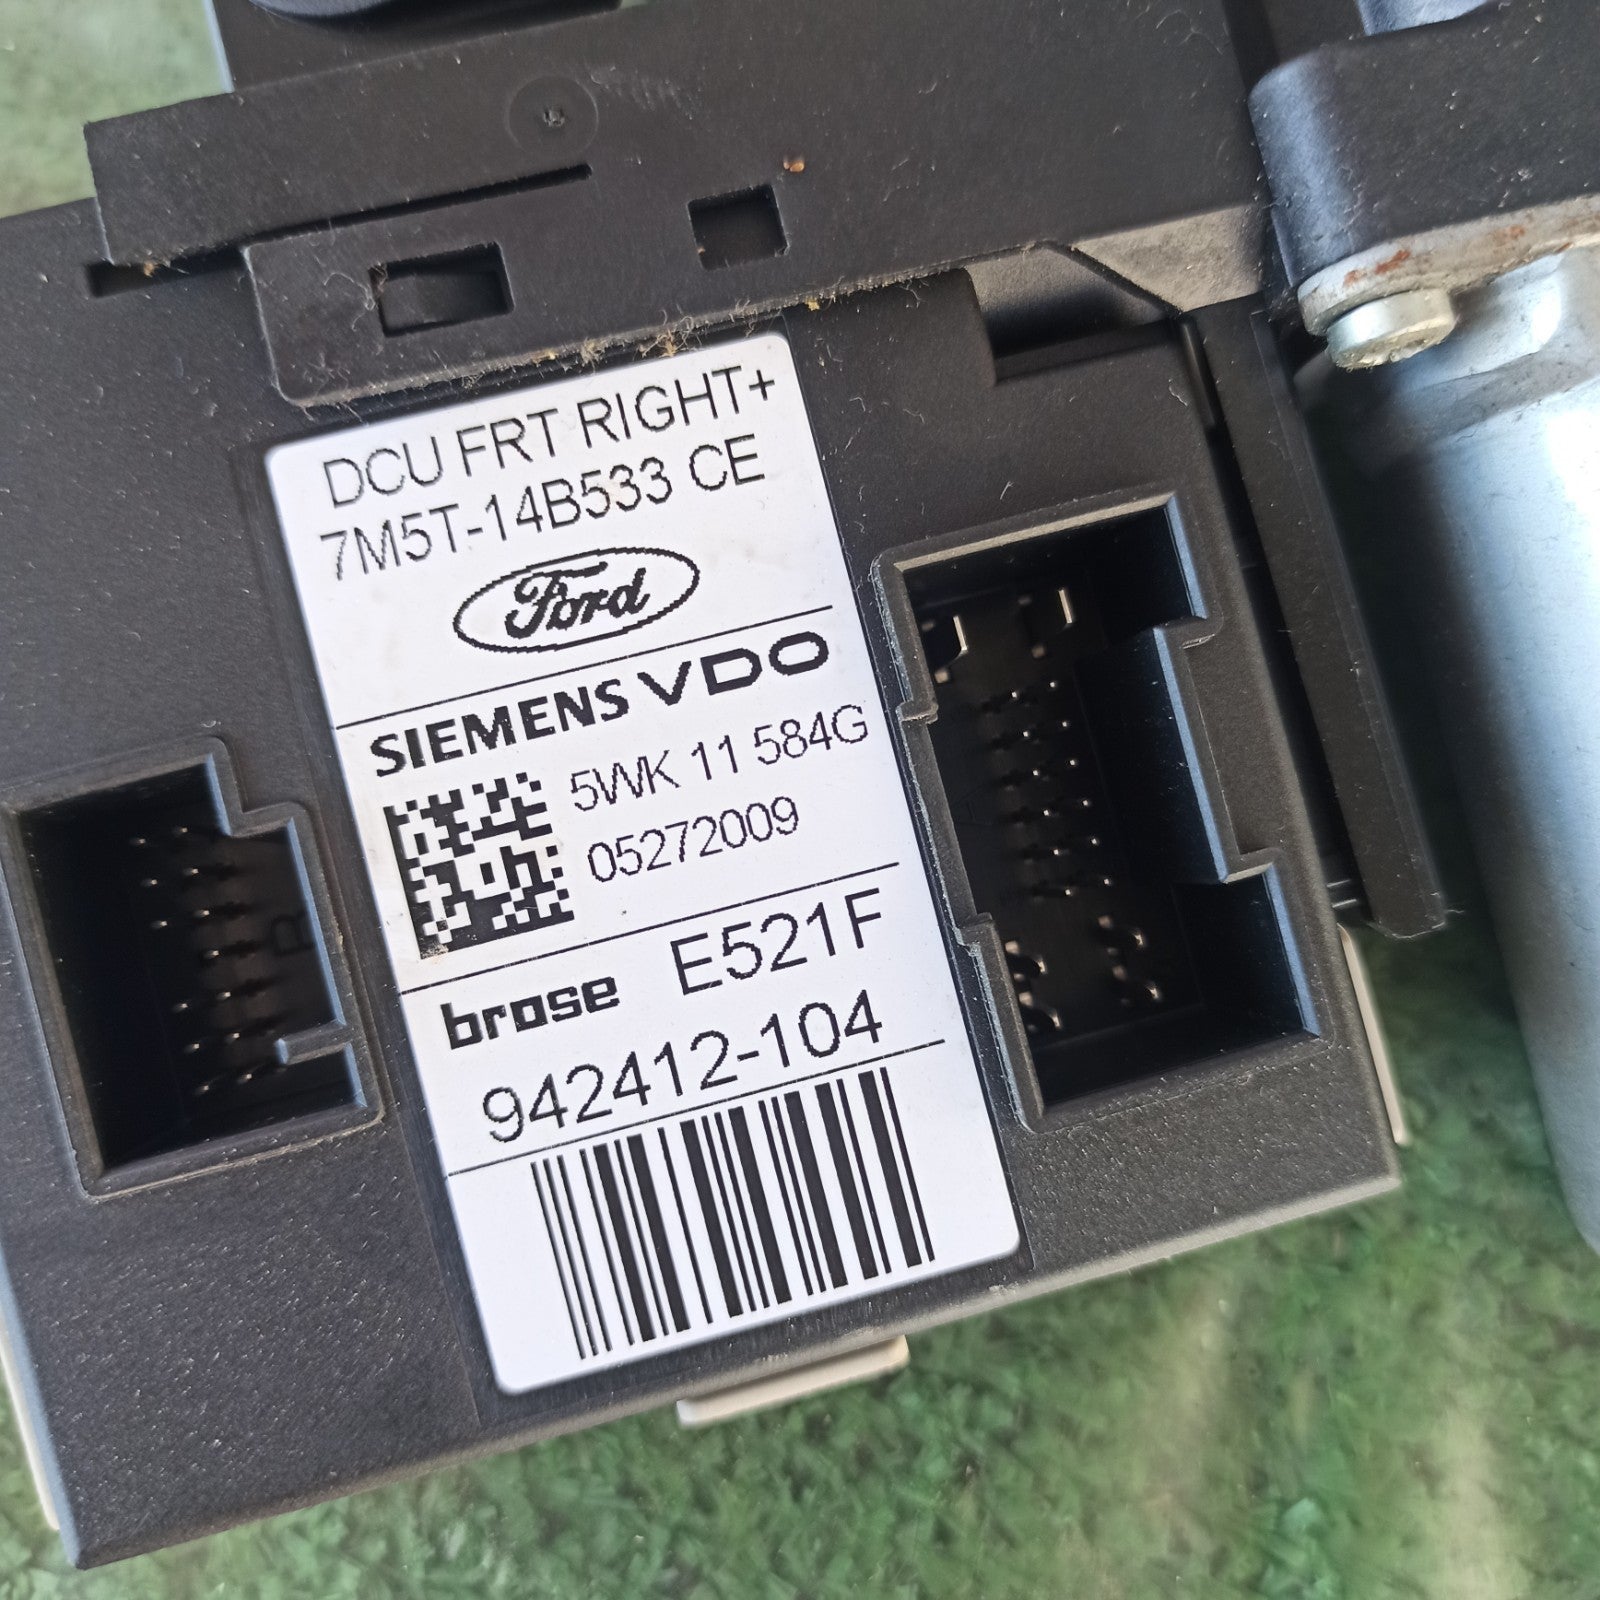 DCU FRT RIGHT+
7M5T-14B533 CE
Ford
SIEMENS VDO
5WK 11 584G
05272009
brose E521F
942412-104
B
A